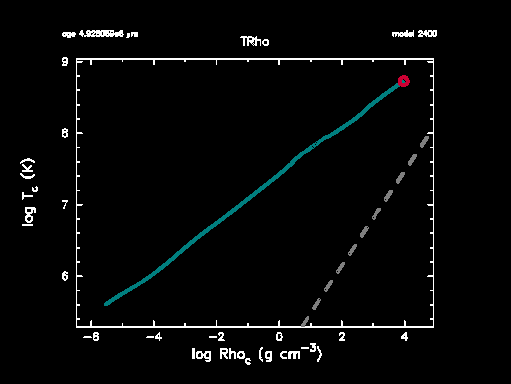 age 4.928089e6 yrs
model 2400
TRho
log T_c (K)
9
8
7
6
-6 -4 -2 0 2 4
log Rho_c (g cm^-3)